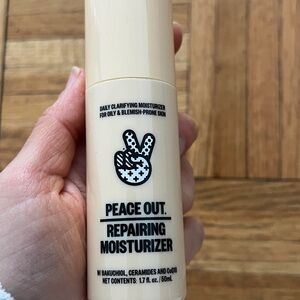 DAILY CLARIFYING MOISTURIZER
FOR OILY & BLEMISH-PRONE SKIN
PEACE OUT.
REPAIRING
MOISTURIZER
W/ BAKUCHIOL, CERAMIDES AND CoQ10
NET CONTENTS: 1.7 fl. oz. / 50mL